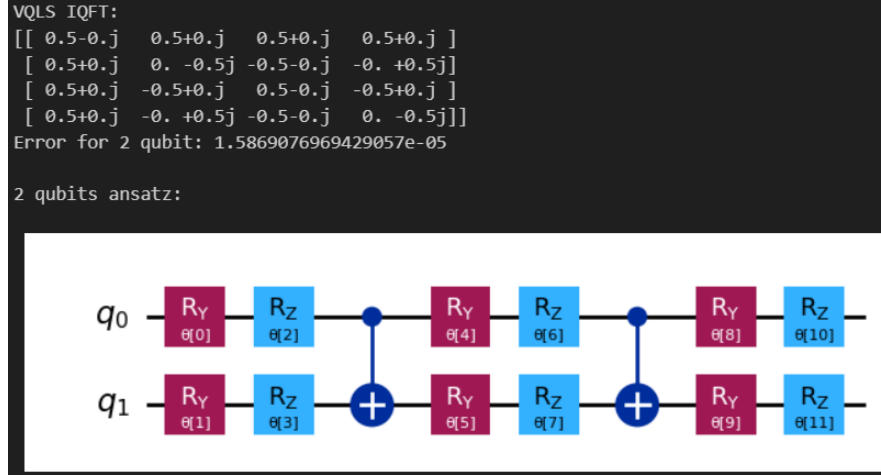 VQLS IQFT:
[[ 0.5-0.j   0.5+0.j   0.5+0.j   0.5+0.j ]
 [ 0.5+0.j   0. -0.5j -0.5-0.j  -0. +0.5j]
 [ 0.5+0.j  -0.5+0.j   0.5-0.j  -0.5+0.j ]
 [ 0.5+0.j  -0. +0.5j -0.5-0.j   0. -0.5j]]
Error for 2 qubit: 1.5869076969429057e-05
2 qubits ansatz:
q0 RY RZ RY RZ RY RZ
θ[0] θ[2] θ[4] θ[6] θ[8] θ[10]
q1 RY RZ RY RZ RY RZ
θ[1] θ[3] θ[5] θ[7] θ[9] θ[11]